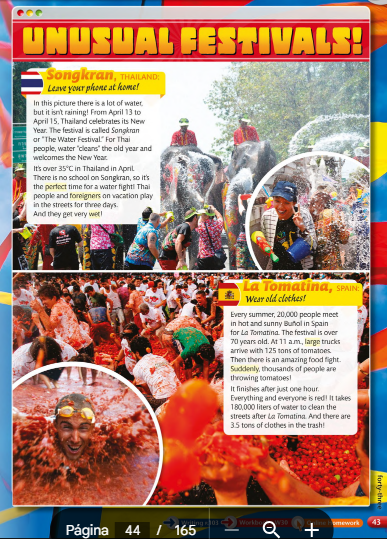 UNUSUAL FESTIVALS!
Songkran, THAILAND:
Leave your phone at home!
In this picture there is a lot of water,
but it isn't raining! From April 13 to
April 15, Thailand celebrates its New
Year. The festival is called Songkran
or "The Water Festival." For Thai
people, water "cleans" the old year and
welcomes the New Year.
It's over 35°C in Thailand in April.
There is no school on Songkran, so it's
the perfect time for a water fight! Thai
people and foreigners on vacation play
in the streets for three days.
And they get very wet!
La Tomatina, SPAIN:
Wear old clothes!
Every summer, 20,000 people meet
in hot and sunny Buñol in Spain
for La Tomatina. The festival is over
70 years old. At 11 a.m., large trucks
arrive with 125 tons of tomatoes.
Then there is an amazing food fight.
Suddenly, thousands of people are
throwing tomatoes!
It finishes after just one hour.
Everything and everyone is red! It takes
180,000 liters of water to clean the
streets after La Tomatina. And there are
3.5 tons of clothes in the trash!
forty-three
43
Página 44 / 165